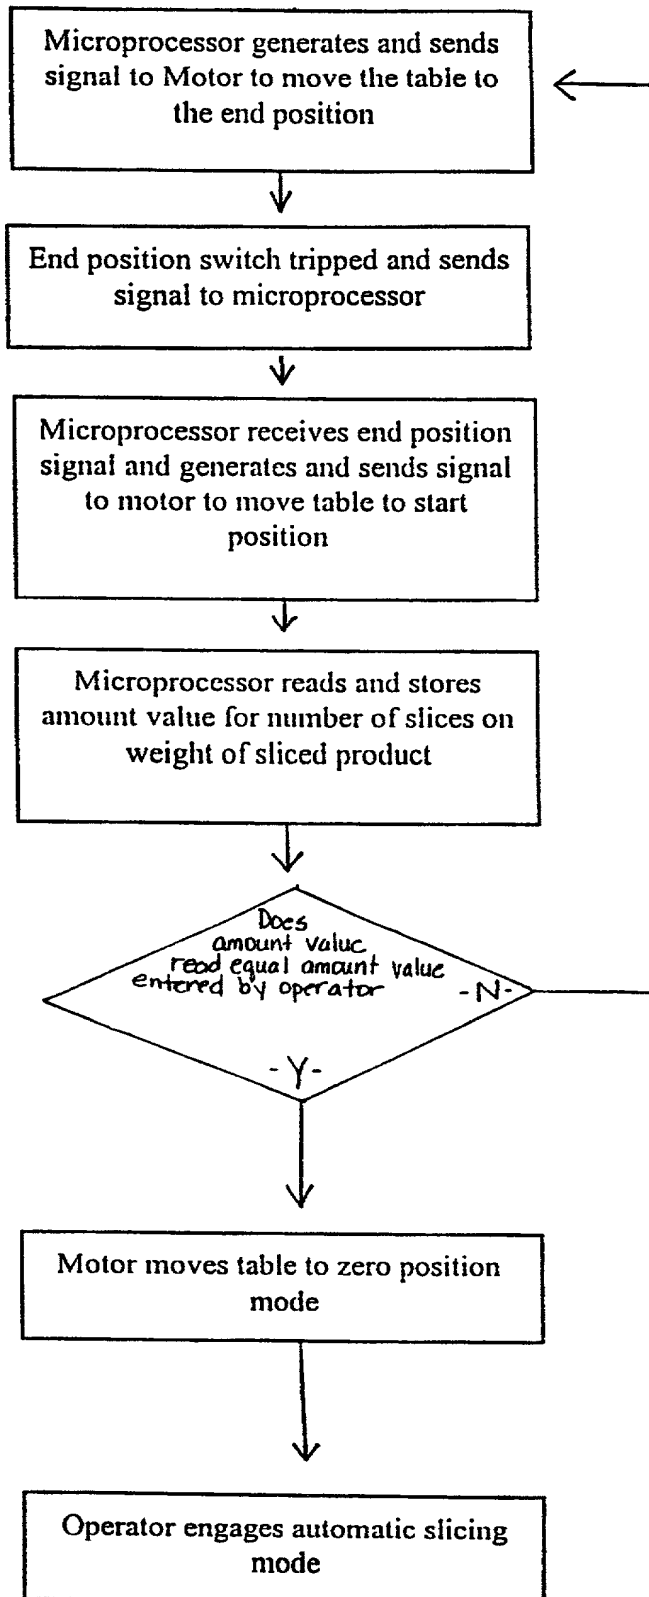 Microprocessor generates and sends
signal to Motor to move the table to
the end position
End position switch tripped and sends
signal to microprocessor
Microprocessor receives end position
signal and generates and sends signal
to motor to move table to start
position
Microprocessor reads and stores
amount value for number of slices on
weight of sliced product
Does
amount value
read equal amount value
entered by operator
-N-
-Y-
Motor moves table to zero position
mode
Operator engages automatic slicing
mode